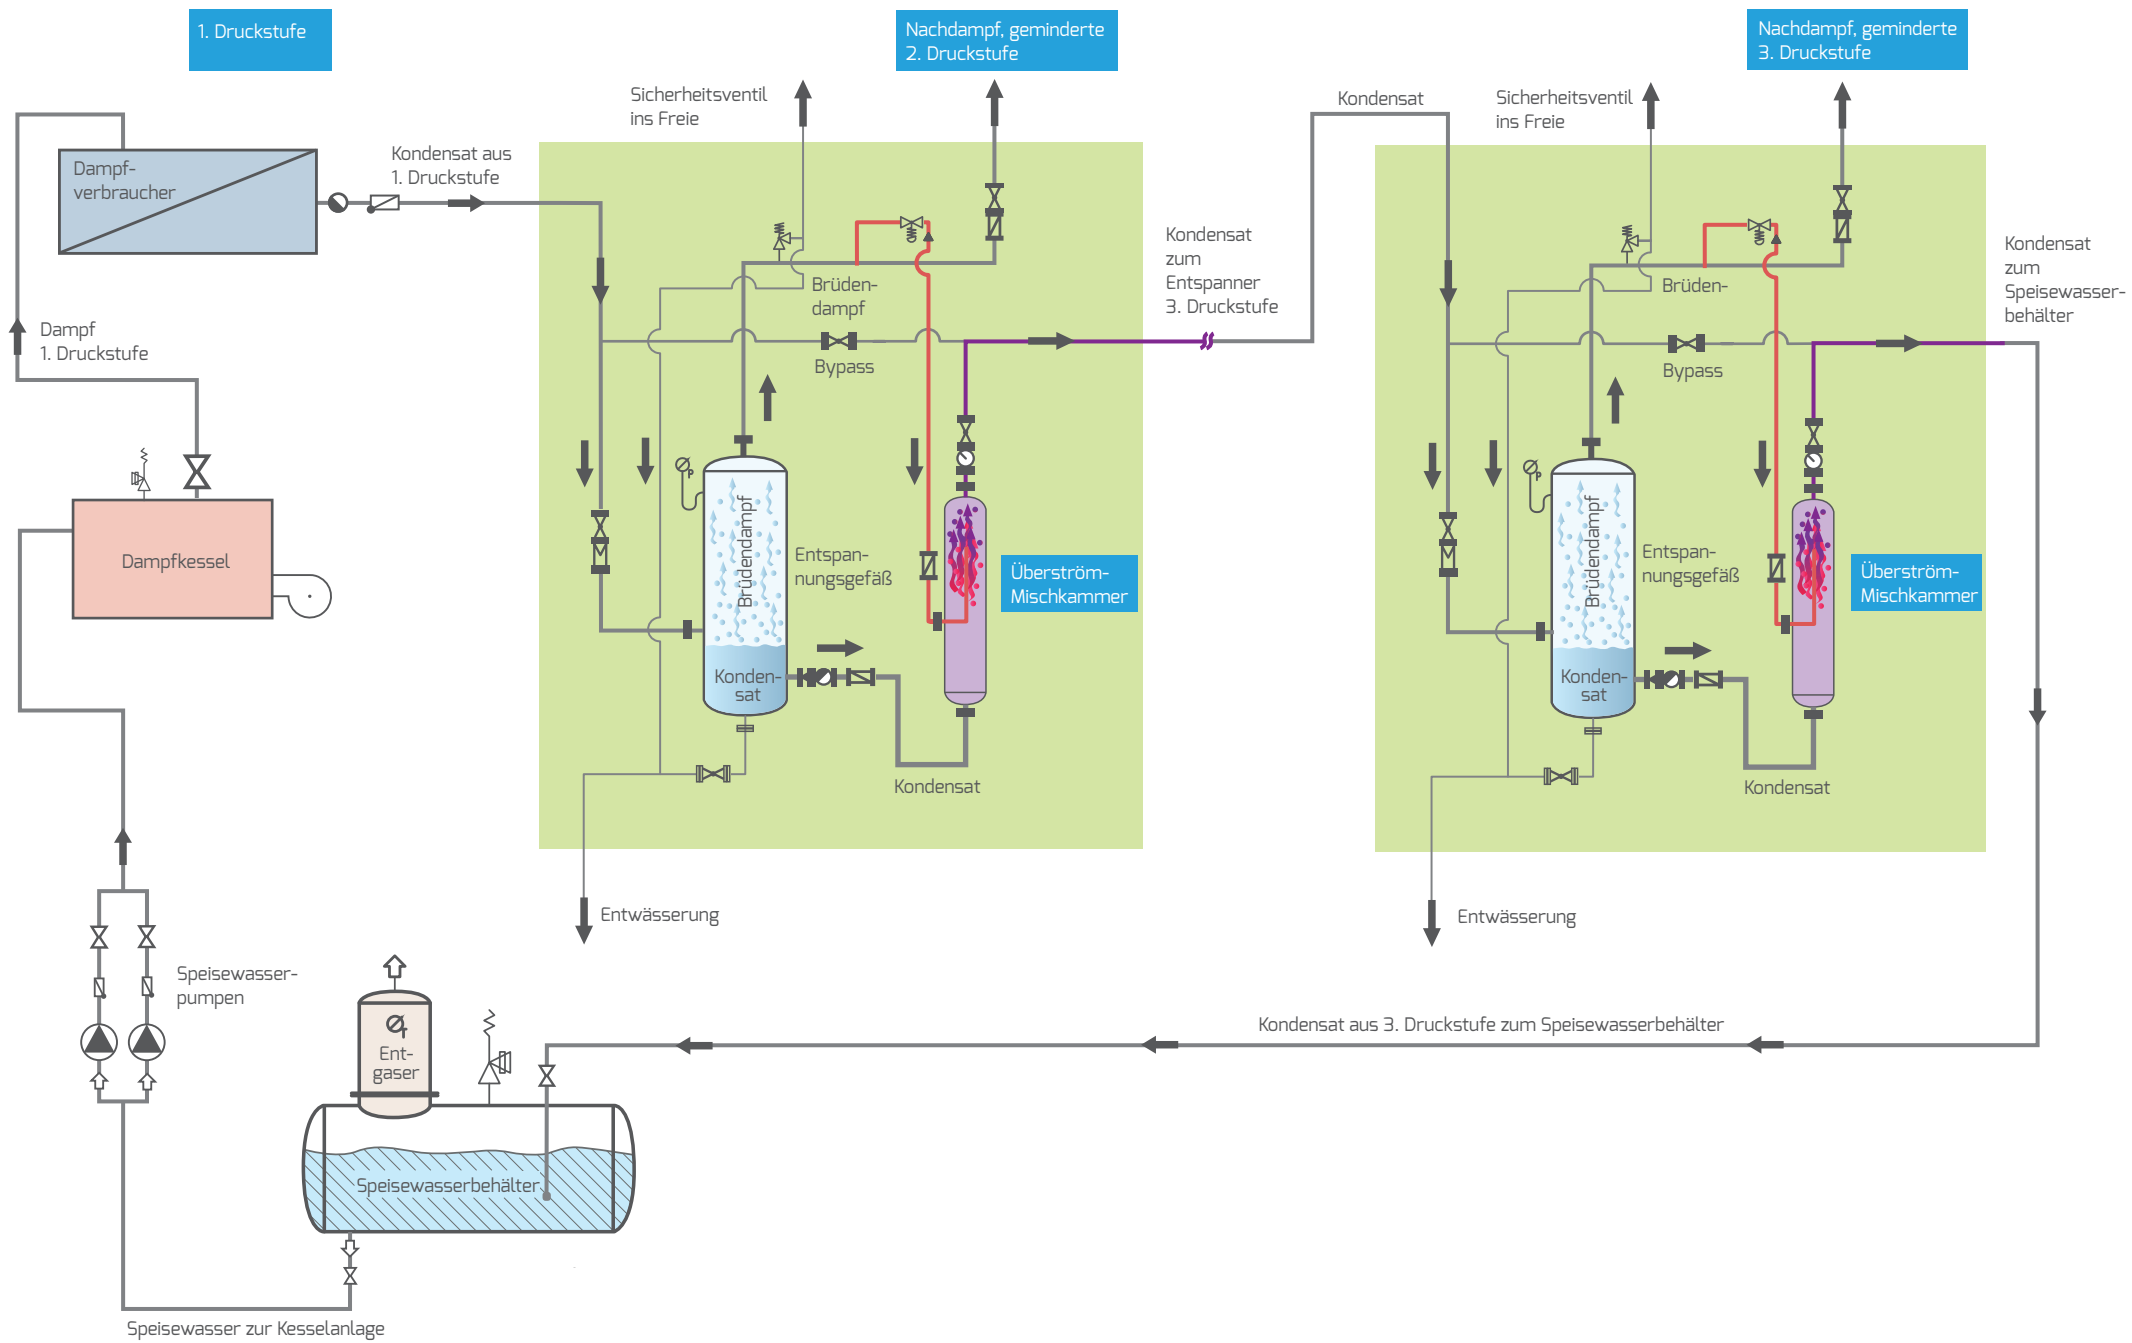 1. Druckstufe
Nachdampf, geminderte
2. Druckstufe
Nachdampf, geminderte
3. Druckstufe
Sicherheitsventil
ins Freie
Kondensat
Sicherheitsventil
ins Freie
Dampf-
verbraucher
Kondensat aus
1. Druckstufe
Kondensat
zum
Entspanner
3. Druckstufe
Kondensat
zum
Speisewasser-
behälter
Brüden-
dampf
Brüden-
Dampf
1. Druckstufe
Bypass
Bypass
Dampfkessel
P
Brüdendampf
Entspan-
nungsgefäß
Überström-
Mischkammer
P
Brüdendampf
Entspan-
nungsgefäß
Überström-
Mischkammer
Konden-
sat
Konden-
sat
Kondensat
Kondensat
Entwässerung
Entwässerung
Speisewasser-
pumpen
Kondensat aus 3. Druckstufe zum Speisewasserbehälter
T
Ent-
gaser
Speisewasserbehälter
Speisewasser zur Kesselanlage